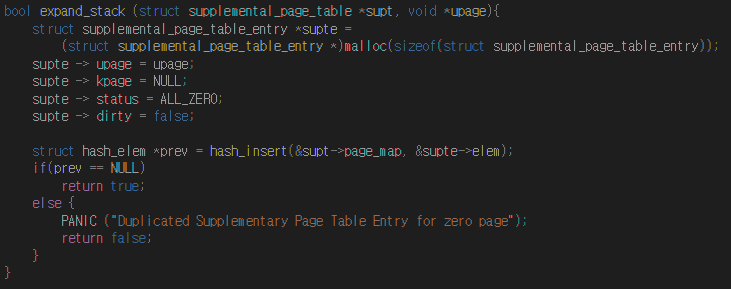 bool expand_stack (struct supplemental_page_table *supt, void *upage){
    struct supplemental_page_table_entry *supte =
        (struct supplemental_page_table_entry *)malloc(sizeof(struct supplemental_page_table_entry));
    supte -> upage = upage;
    supte -> kpage = NULL;
    supte -> status = ALL_ZERO;
    supte -> dirty = false;

    struct hash_elem *prev = hash_insert(&supt->page_map, &supte->elem);
    if(prev == NULL)
        return true;
    else {
        PANIC ("Duplicated Supplementary Page Table Entry for zero page");
        return false;
    }
}